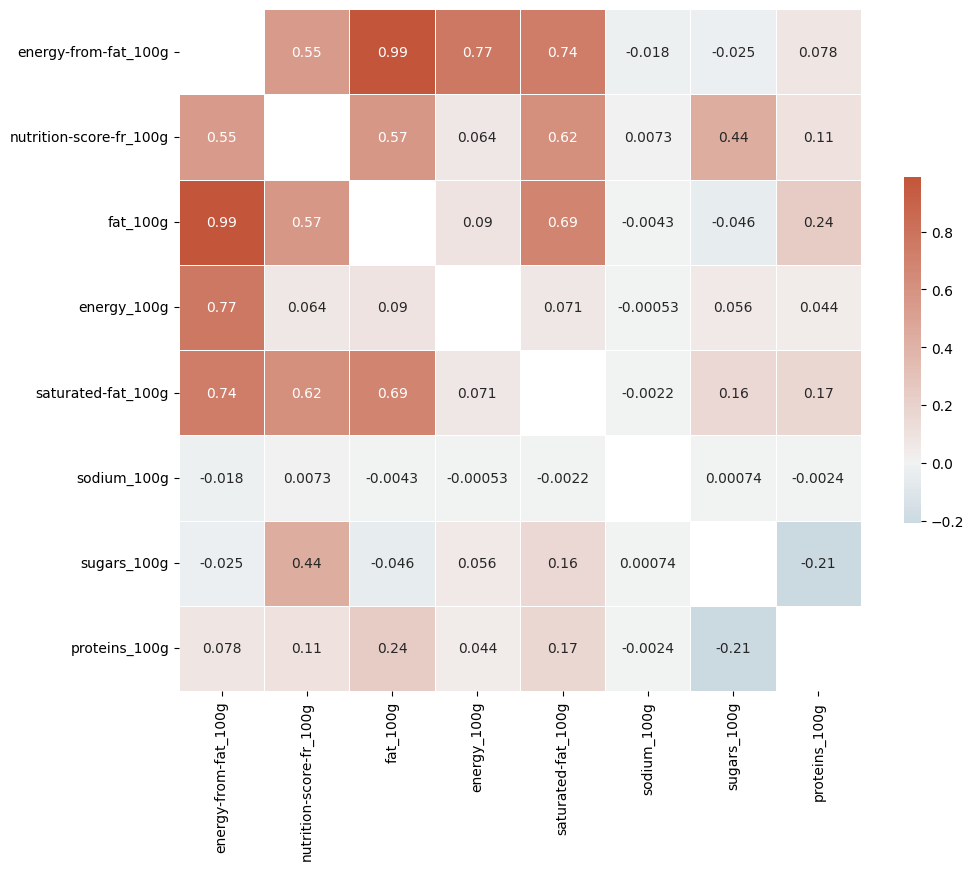 energy-from-fat_100g 0.55 0.99 0.77 0.74 -0.018 -0.025 0.078
nutrition-score-fr_100g 0.55 0.57 0.064 0.62 0.0073 0.44 0.11
fat_100g 0.99 0.57 0.09 0.69 -0.0043 -0.046 0.24
energy_100g 0.77 0.064 0.09 0.071 -0.00053 0.056 0.044
saturated-fat_100g 0.74 0.62 0.69 0.071 -0.0022 0.16 0.17
sodium_100g -0.018 0.0073 -0.0043 -0.00053 -0.0022 0.00074 -0.0024
sugars_100g -0.025 0.44 -0.046 0.056 0.16 0.00074 -0.21
proteins_100g 0.078 0.11 0.24 0.044 0.17 -0.0024 -0.21
energy-from-fat_100g
nutrition-score-fr_100g
fat_100g
energy_100g
saturated-fat_100g
sodium_100g
sugars_100g
proteins_100g
0.8
0.6
0.4
0.2
0.0
−0.2